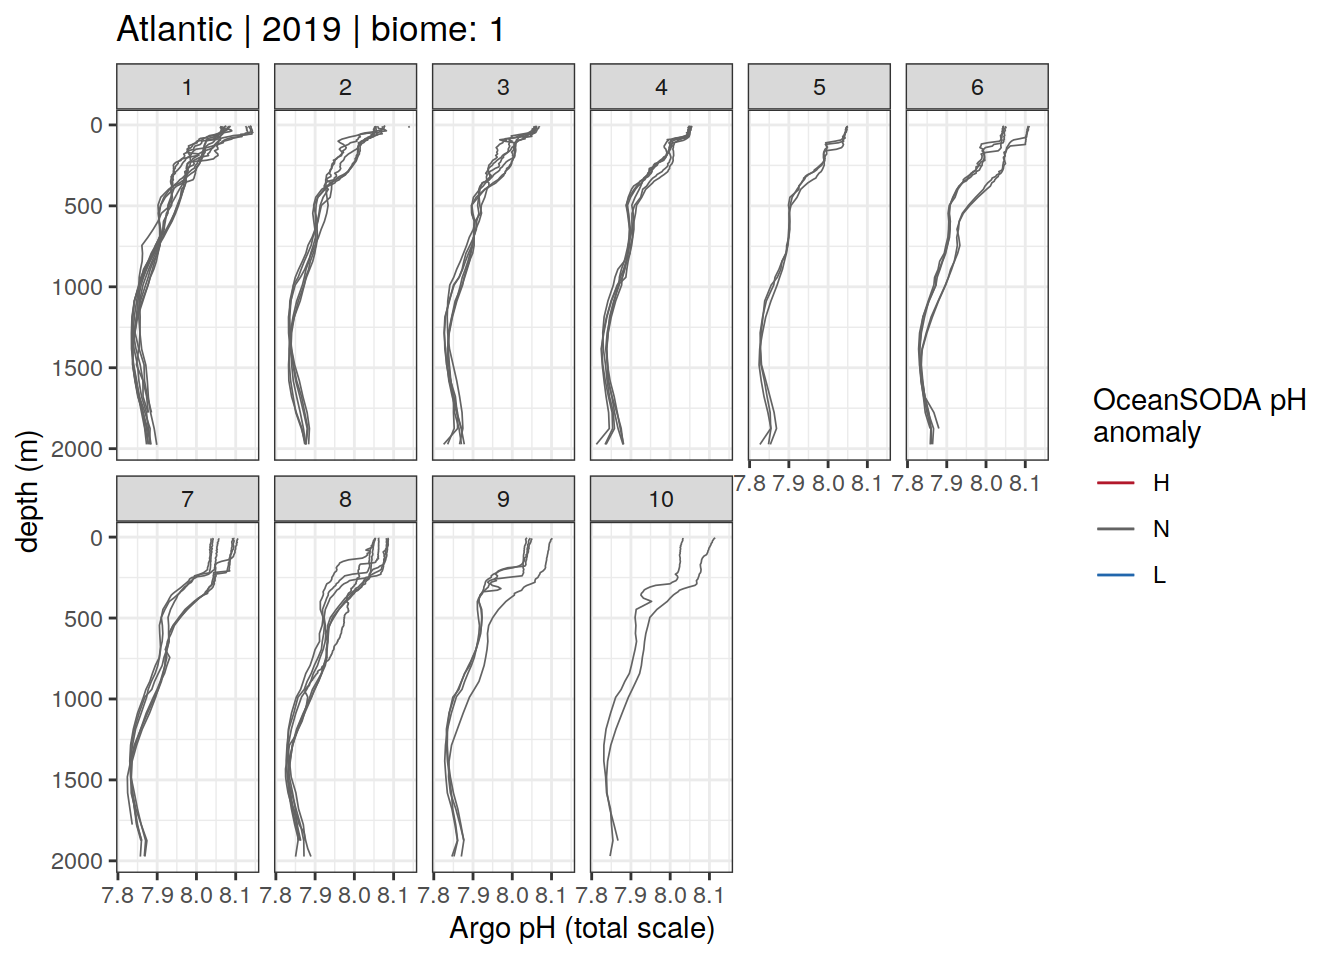 Atlantic | 2019 | biome: 1
1 2 3 4 5 6
0
500
1000
1500
2000
7.8 7.9 8.0 8.1 7.8 7.9 8.0 8.1
7 8 9 10
0
500
1000
1500
2000
7.8 7.9 8.0 8.1 7.8 7.9 8.0 8.1 7.8 7.9 8.0 8.1 7.8 7.9 8.0 8.1
Argo pH (total scale)
depth (m)
OceanSODA pH
anomaly
H
N
L